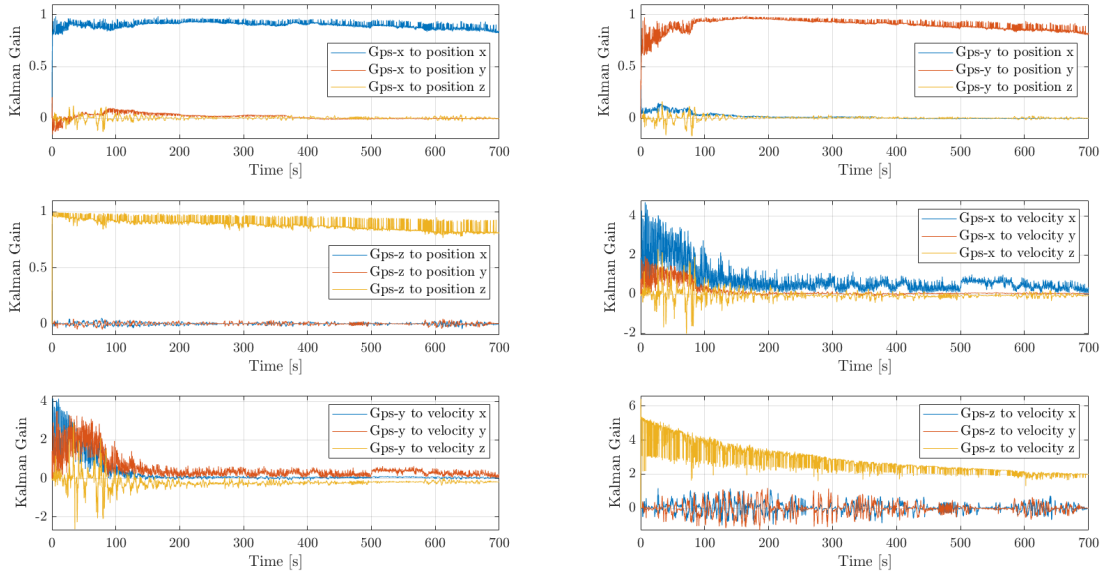 1
0.5
0
Kalman Gain
Gps-x to position x
Gps-x to position y
Gps-x to position z
0 100 200 300 400 500 600 700
Time [s]
1
0.5
0
Kalman Gain
Gps-y to position x
Gps-y to position y
Gps-y to position z
0 100 200 300 400 500 600 700
Time [s]
1
0.5
0
Kalman Gain
Gps-z to position x
Gps-z to position y
Gps-z to position z
0 100 200 300 400 500 600 700
Time [s]
4
2
0
-2
Kalman Gain
Gps-x to velocity x
Gps-x to velocity y
Gps-x to velocity z
0 100 200 300 400 500 600 700
Time [s]
4
2
0
-2
Kalman Gain
Gps-y to velocity x
Gps-y to velocity y
Gps-y to velocity z
0 100 200 300 400 500 600 700
Time [s]
6
4
2
0
Kalman Gain
Gps-z to velocity x
Gps-z to velocity y
Gps-z to velocity z
0 100 200 300 400 500 600 700
Time [s]